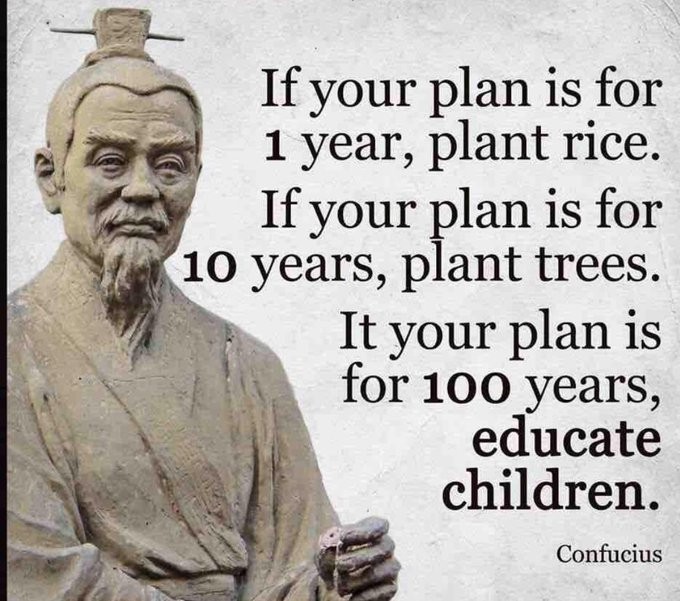 If your plan is for
1 year, plant rice.
If your plan is for
10 years, plant trees.
It your plan is
for 100 years,
educate
children.
Confucius